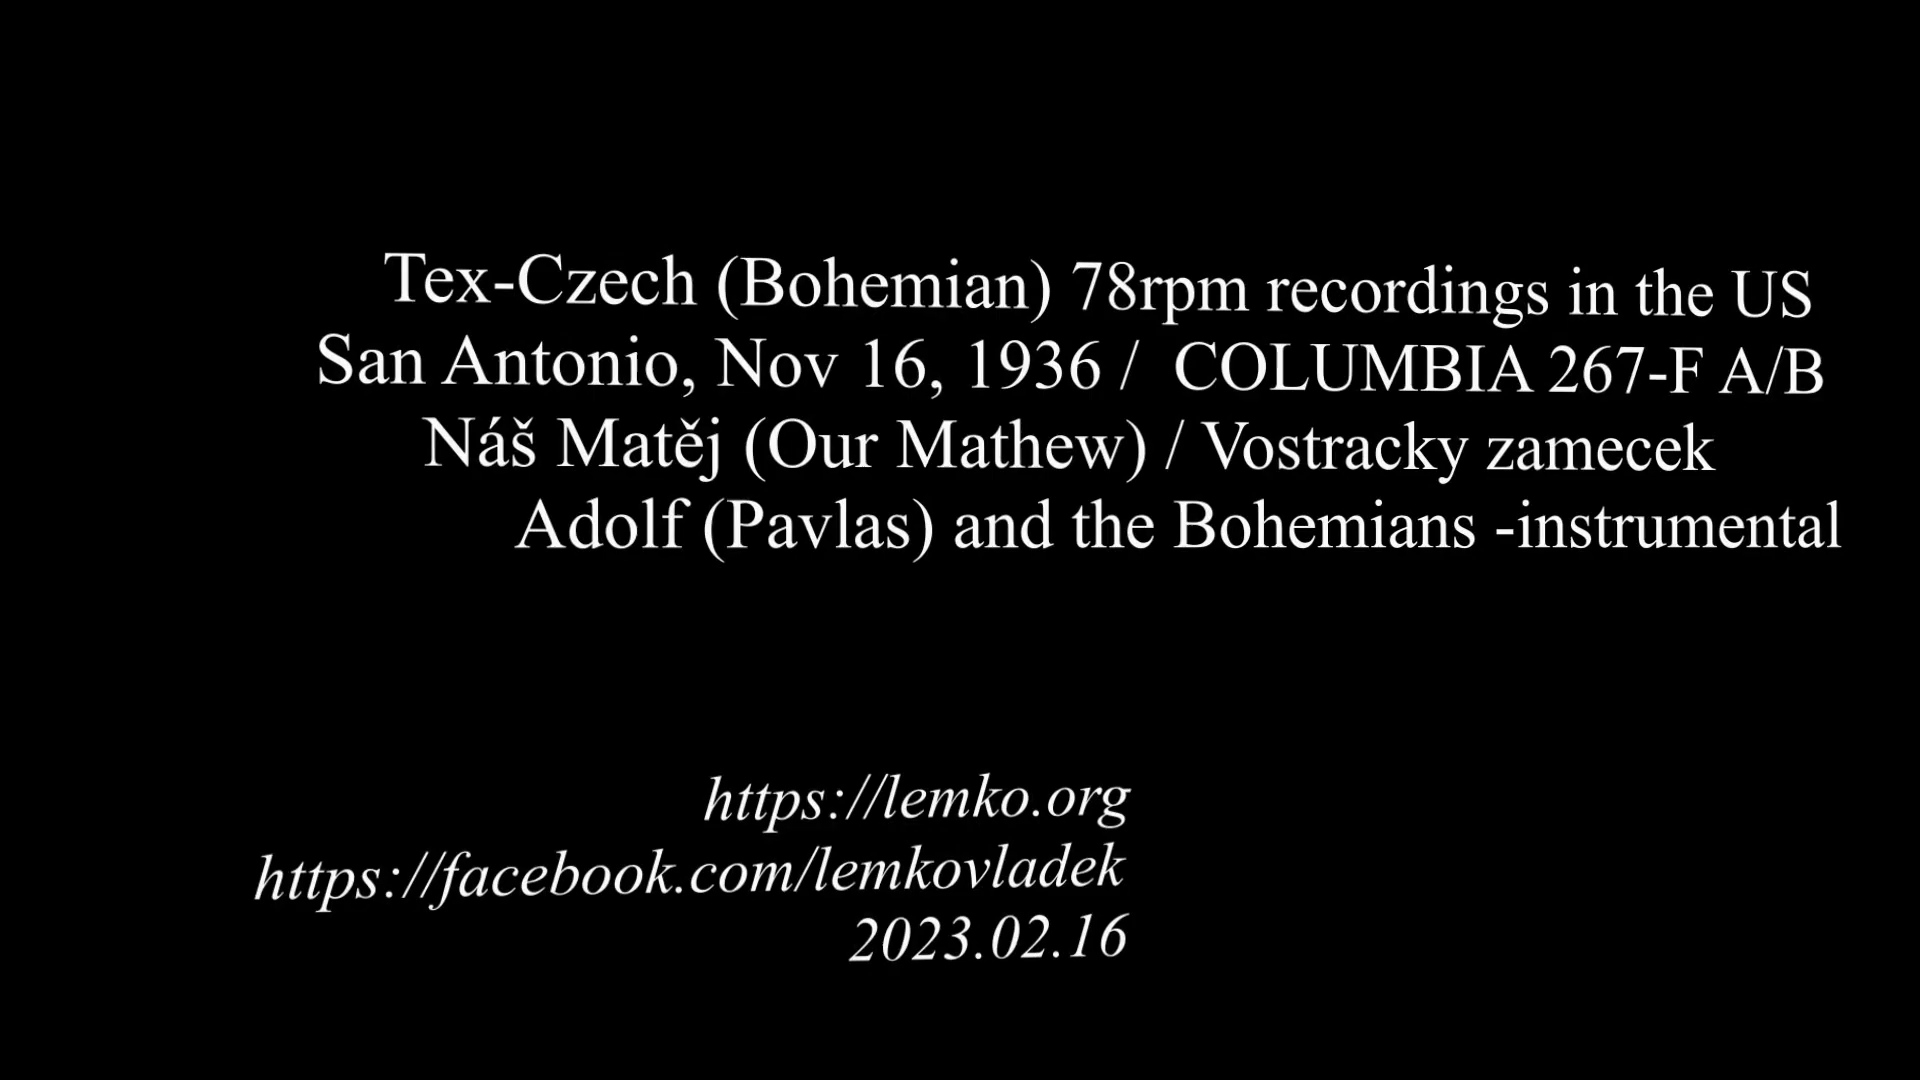 Tex-Czech (Bohemian) 78rpm recordings in the US
San Antonio, Nov 16, 1936 / COLUMBIA 267-F A/B
Náš Matěj (Our Mathew) / Vostracky zamecek
Adolf (Pavlas) and the Bohemians -instrumental
https://lemko.org
https://facebook.com/lemkovladek
2023.02.16